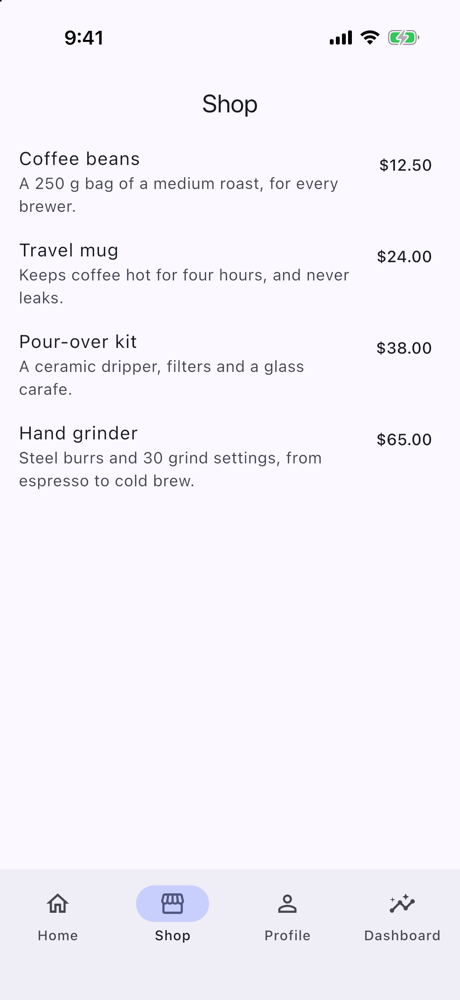 9:41
Shop
Coffee beans
$12.50
A 250 g bag of a medium roast, for every
brewer.
Travel mug
$24.00
Keeps coffee hot for four hours, and never
leaks.
Pour-over kit
$38.00
A ceramic dripper, filters and a glass
carafe.
Hand grinder
$65.00
Steel burrs and 30 grind settings, from
espresso to cold brew.
Home
Shop
Profile
Dashboard